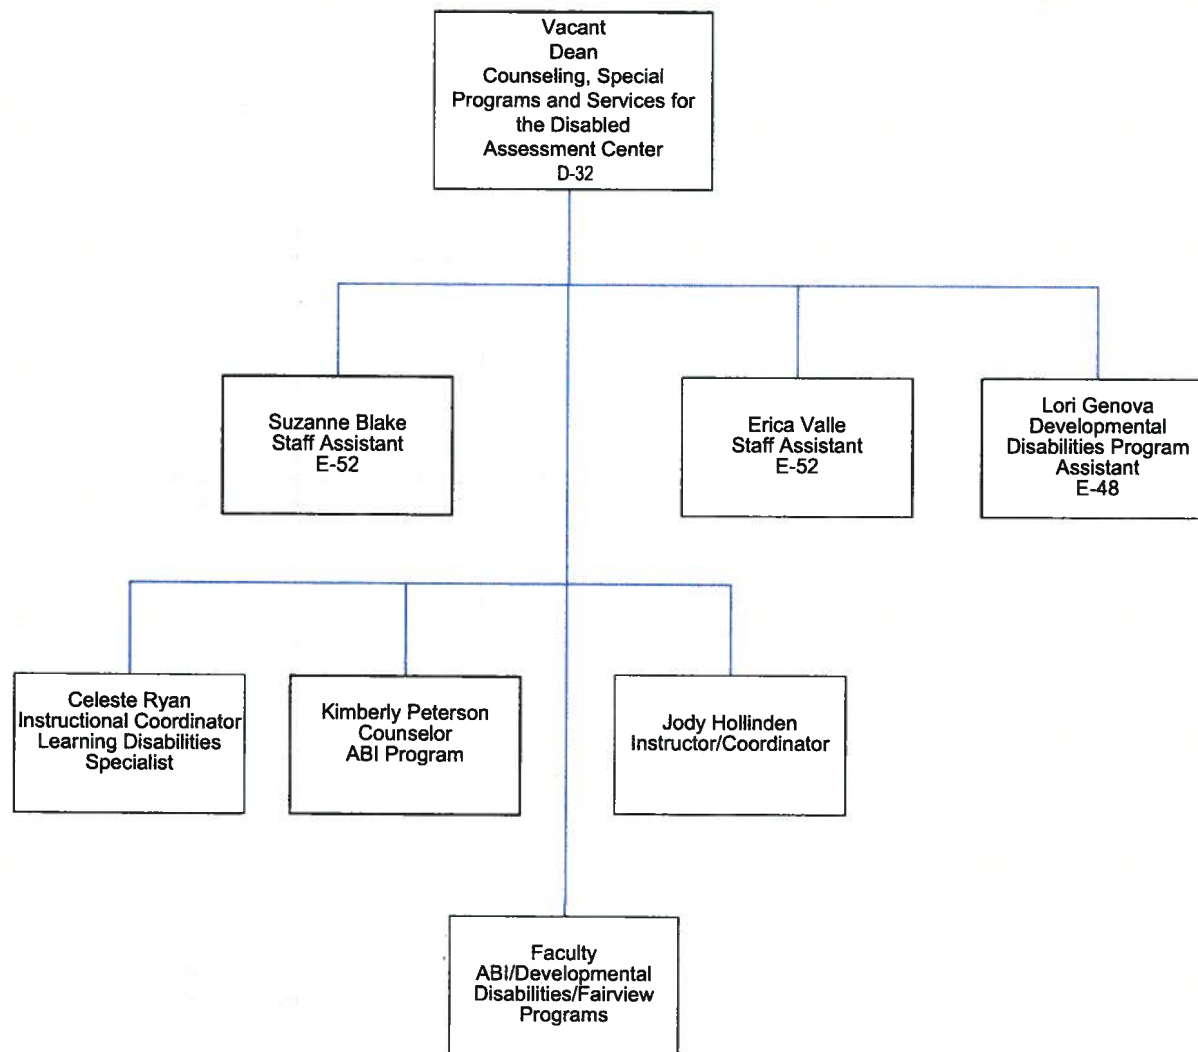 Vacant
Dean
Counseling, Special
Programs and Services for
the Disabled
Assessment Center
D-32
Suzanne Blake
Staff Assistant
E-52
Erica Valle
Staff Assistant
E-52
Lori Genova
Developmental
Disabilities Program
Assistant
E-48
Celeste Ryan
Instructional Coordinator
Learning Disabilities
Specialist
Kimberly Peterson
Counselor
ABI Program
Jody Hollinden
Instructor/Coordinator
Faculty
ABI/Developmental
Disabilities/Fairview
Programs